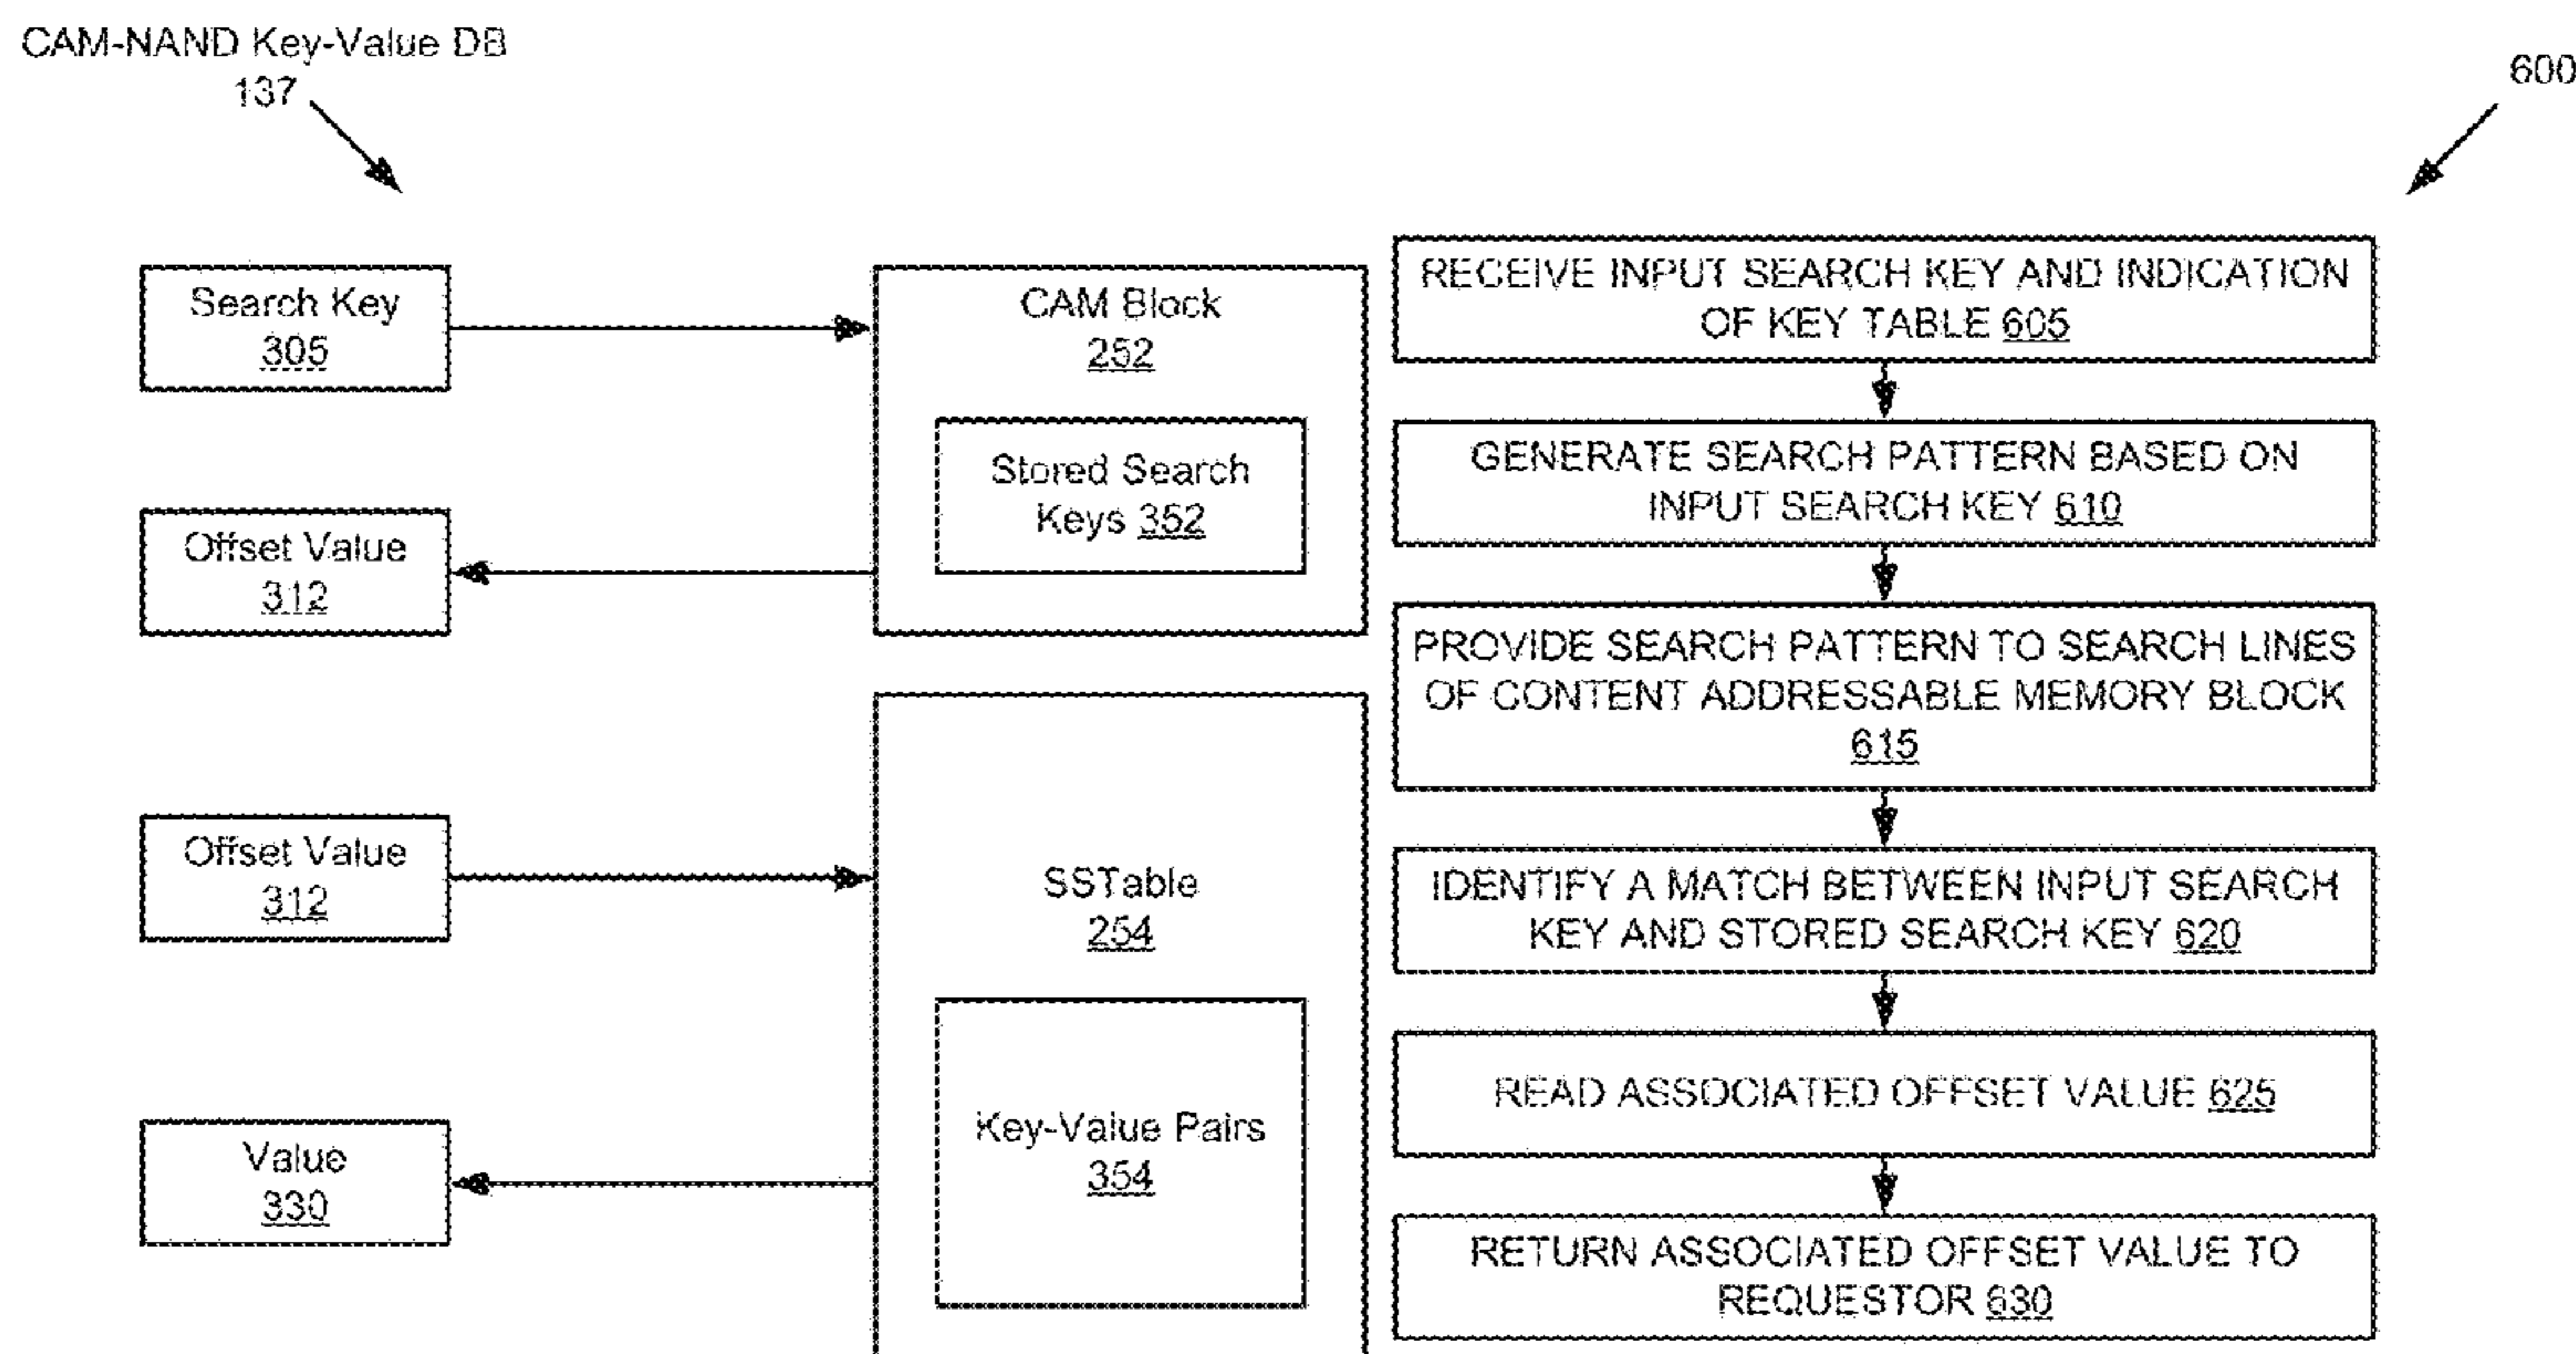 CAM-NAND Key-Value DB
137
600
Search Key
305
CAM Block
252
Stored Search
Keys 352
Offset Value
312
Offset Value
312
SSTable
254
Key-Value Pairs
354
Value
330
RECEIVE INPUT SEARCH KEY AND INDICATION
OF KEY TABLE 605
GENERATE SEARCH PATTERN BASED ON
INPUT SEARCH KEY 610
PROVIDE SEARCH PATTERN TO SEARCH LINES
OF CONTENT ADDRESSABLE MEMORY BLOCK
615
IDENTIFY A MATCH BETWEEN INPUT SEARCH
KEY AND STORED SEARCH KEY 620
READ ASSOCIATED OFFSET VALUE 625
RETURN ASSOCIATED OFFSET VALUE TO
REQUESTOR 630